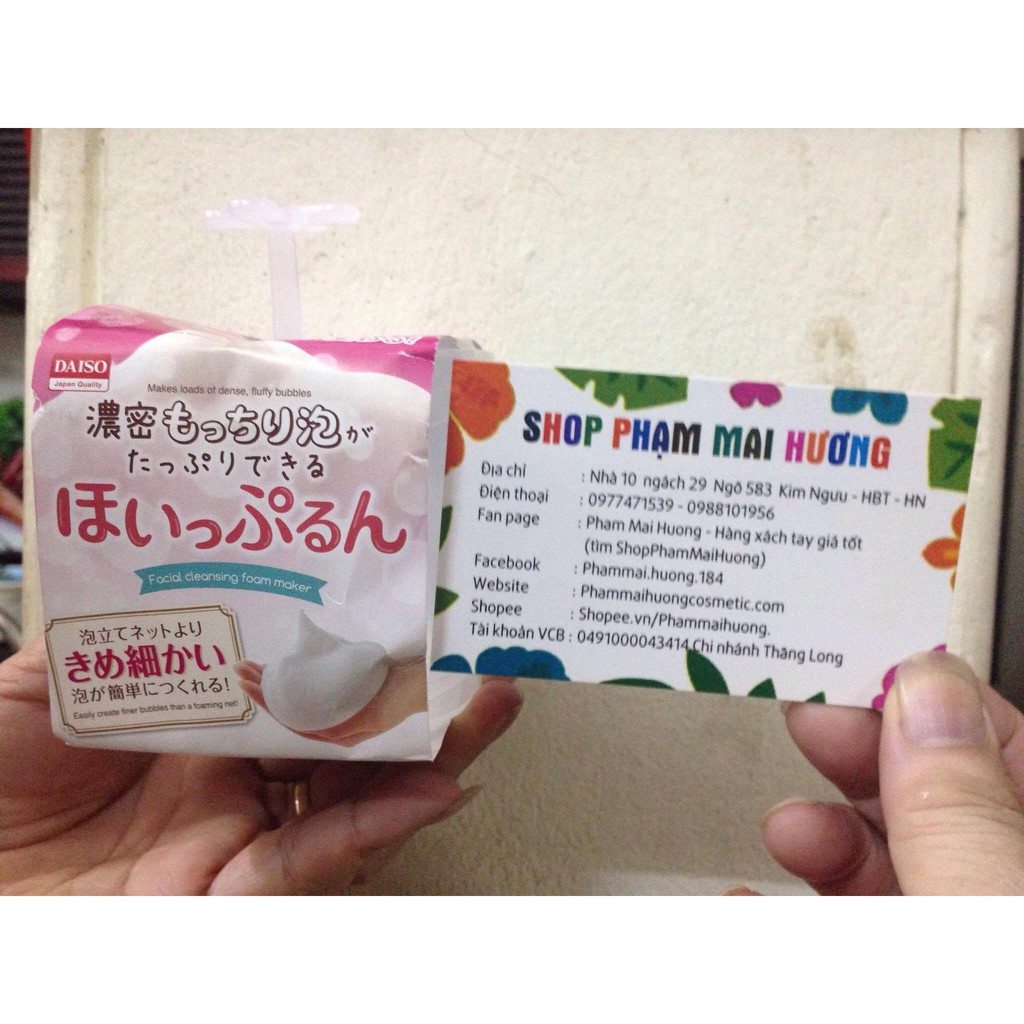 DAISO
Japan Quality
Makes loads of dense, fluffy bubbles
濃密もっちり泡が
たっぷりできる
ほいっぷるん
Facial cleansing foam maker
泡立てネットより
きめ細かい
泡が簡単につくれる!
Easily create finer bubbles than a foaming net!
SHOP PHẠM MAI HƯƠNG
Địa chỉ : Nhà 10 ngách 29 Ngõ 583 Kim Ngưu - HBT - HN
Điện thoại : 0977471539 - 0988101956
Fan page : Phạm Mai Huong - Hàng xách tay giá tốt
(tìm ShopPhamMaiHuong)
Facebook : Phammai.huong.184
Website : Phammaihuongcosmetic.com
Shopee : Shopee.vn/Phammaihuong.
Tài khoản VCB : 0491000043414 Chi nhánh Thăng Long